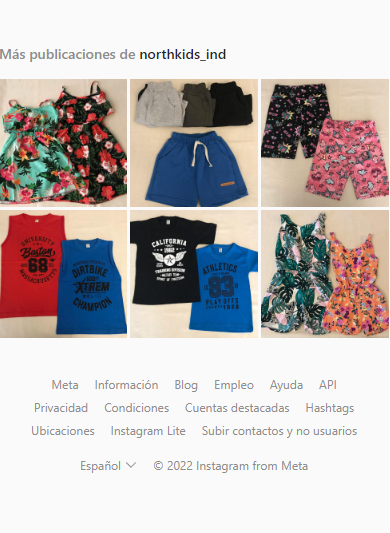 Más publicaciones de northkids_ind
UNIVERSITY
Boston
68
MASSACHUSETTS
DIRTBIKE
XTREM
CHAMPION
CALIFORNIA
1982
TRAINING DIVISION
ATHLETICS
83
PLAYOFFS
Meta Información Blog Empleo Ayuda API
Privacidad Condiciones Cuentas destacadas Hashtags
Ubicaciones Instagram Lite Subir contactos y no usuarios
Español © 2022 Instagram from Meta